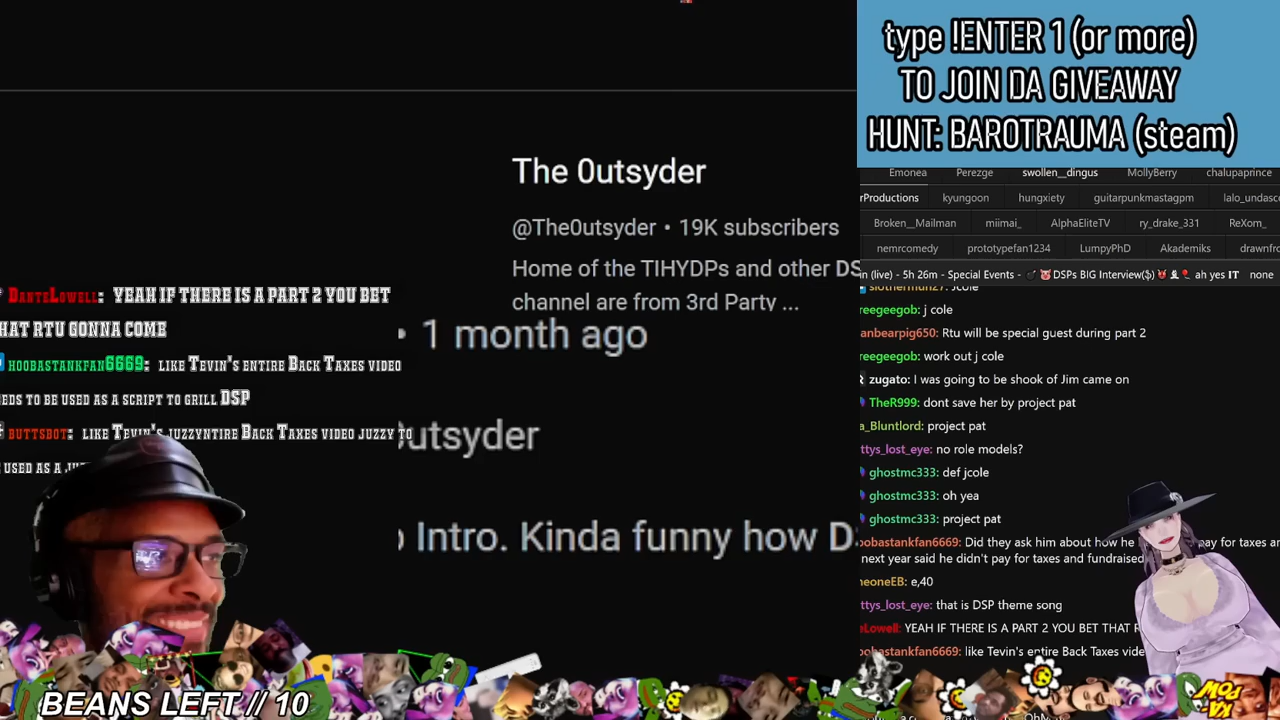 type !ENTER 1 (or more)
TO JOIN DA GIVEAWAY
HUNT: BAROTRAUMA (steam)
The 0utsyder
@The0utsyder • 19K subscribers
Home of the TIHYDPs and other DS
channel are from 3rd Party ...
• 1 month ago
utsyder
Intro. Kinda funny how D
DanteLowell: YEAH IF THERE IS A PART 2 YOU BET
HAT RTU GONNA COME
hoobastankfan6669: like Tevin's entire Back Taxes video
eds to be used as a script to grill DSP
buttsbot: like Tevin's juzzyntire Back Taxes video juzzy to
used as a
BEANS LEFT // 10
Emonea Perezge swollen__dingus MollyBerry chalupaprince
rProductions kyungoon hungxiety guitarpunkmastagpm lalo_undasc
Broken__Mailman miimai_ AlphaEliteTV ry_drake_331 ReXom_
nemrcomedy prototypefan1234 LumpyPhD Akademiks drawnfro
n (live) - 5h 26m - Special Events - DSPs BIG Interview($) ah yes IT none
slothermun27: Jcole
reegeegob: j cole
anbearpig650: Rtu will be special guest during part 2
reegeegob: work out j cole
zugato: I was going to be shook of Jim came on
TheR999: dont save her by project pat
a_Bluntlord: project pat
ttys_lost_eye: no role models?
ghostmc333: def jcole
ghostmc333: oh yea
ghostmc333: project pat
oobastankfan6669: Did they ask him about how he pay for taxes an
next year said he didn't pay for taxes and fundraised
meoneEB: e,40
ttys_lost_eye: that is DSP theme song
eLowell: YEAH IF THERE IS A PART 2 YOU BET THAT R
obastankfan6669: like Tevin's entire Back Taxes vide